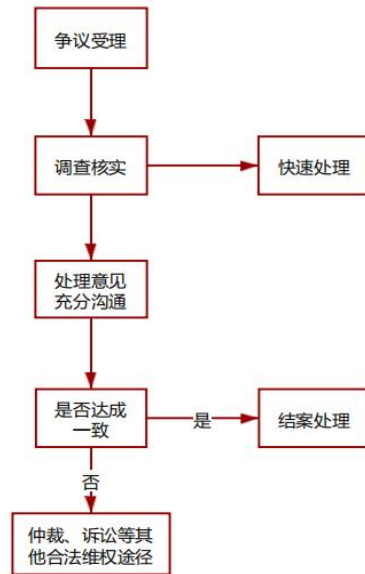 争议受理
调查核实
快速处理
处理意见
充分沟通
是否达成
一致
是
结案处理
否
仲裁、诉讼等其
他合法维权途径